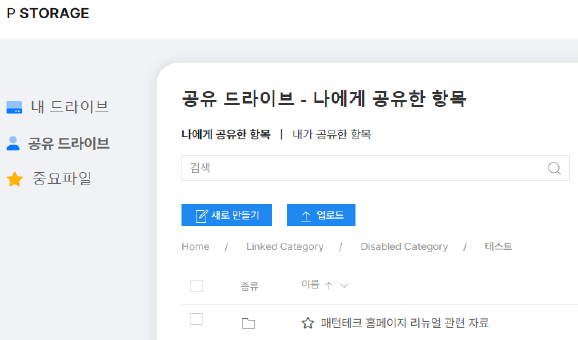 P STORAGE
내 드라이브
공유 드라이브
중요파일
공유 드라이브 - 나에게 공유한 항목
나에게 공유한 항목 | 내가 공유한 항목
검색
새로 만들기 업로드
Home / Linked Category / Disabled Category / 테스트
종류 이름
패턴테크 홈페이지 리뉴얼 관련 자료